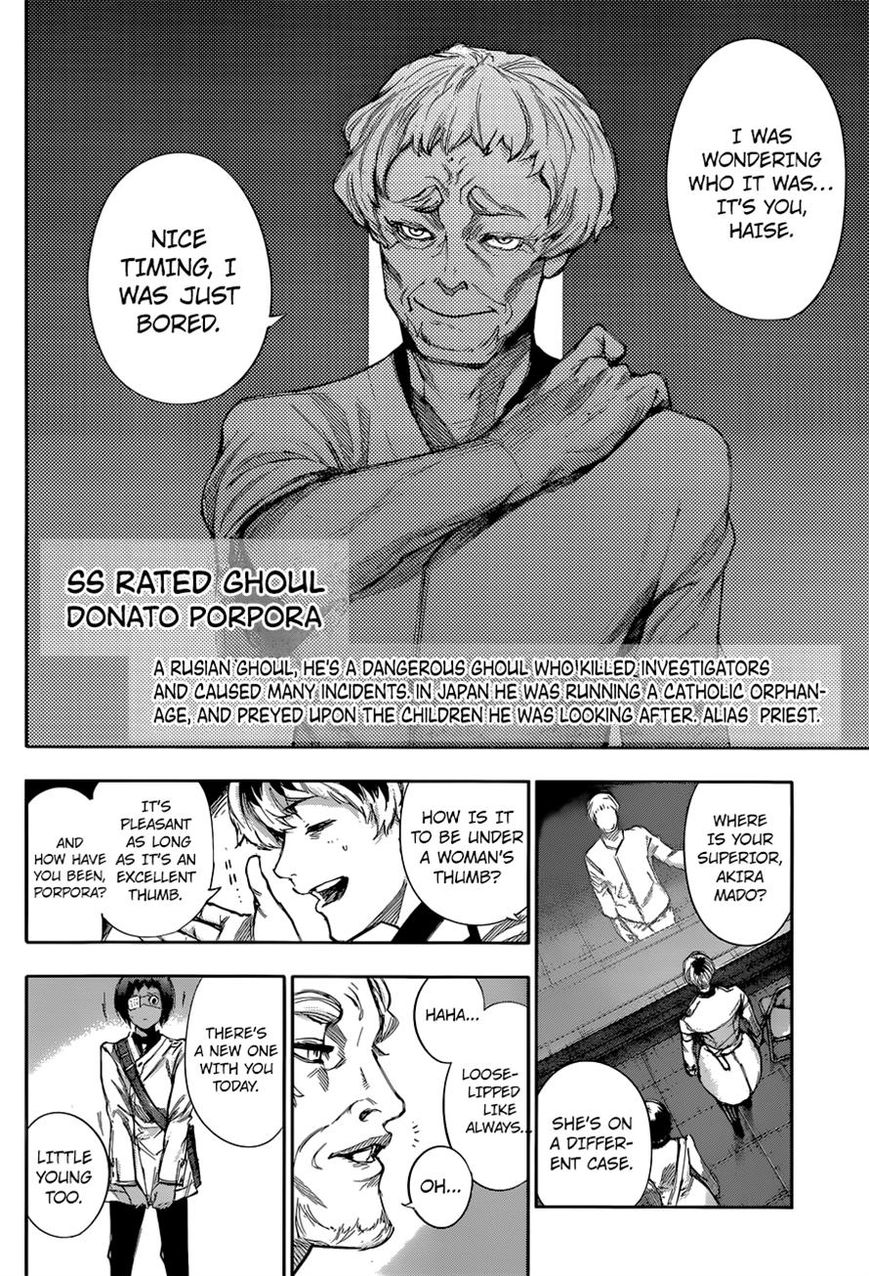 I WAS
WONDERING
WHO IT WAS...
IT'S YOU,
HAISE.
NICE
TIMING, I
WAS JUST
BORED.
SS RATED GHOUL
DONATO PORPORA
A RUSIAN GHOUL, HE'S A DANGEROUS GHOUL WHO!KILLED INVESTIGATORS
AND CAUSED MANY INCIDENTS. IN JAPAN HE WAS RUNNING A CATHOLIC ORPHAN-
AGE, AND PREYED UPON THE CHILDREN HE WAS LOOKING AFTER. ALIAS PRIEST.
WHERE
IS YOUR
SUPERIOR,
AKIRA
MADO?
SHE'S ON
A DIFFER-
ENT CASE.
HOW IS IT
TO BE UNDER
A WOMAN'S
THUMB?
IT'S
PLEASANT
AS LONG
AS IT'S AN
EXCELLENT
THUMB.
AND
HOW HAVE
YOU BEEN,
PORPORA?
HAHA...
LOOSE-
LIPPED
LIKE
ALWAYS...
OH...
THERE'S
A NEW ONE
WITH YOU
TODAY.
LITTLE
YOUNG
TOO.